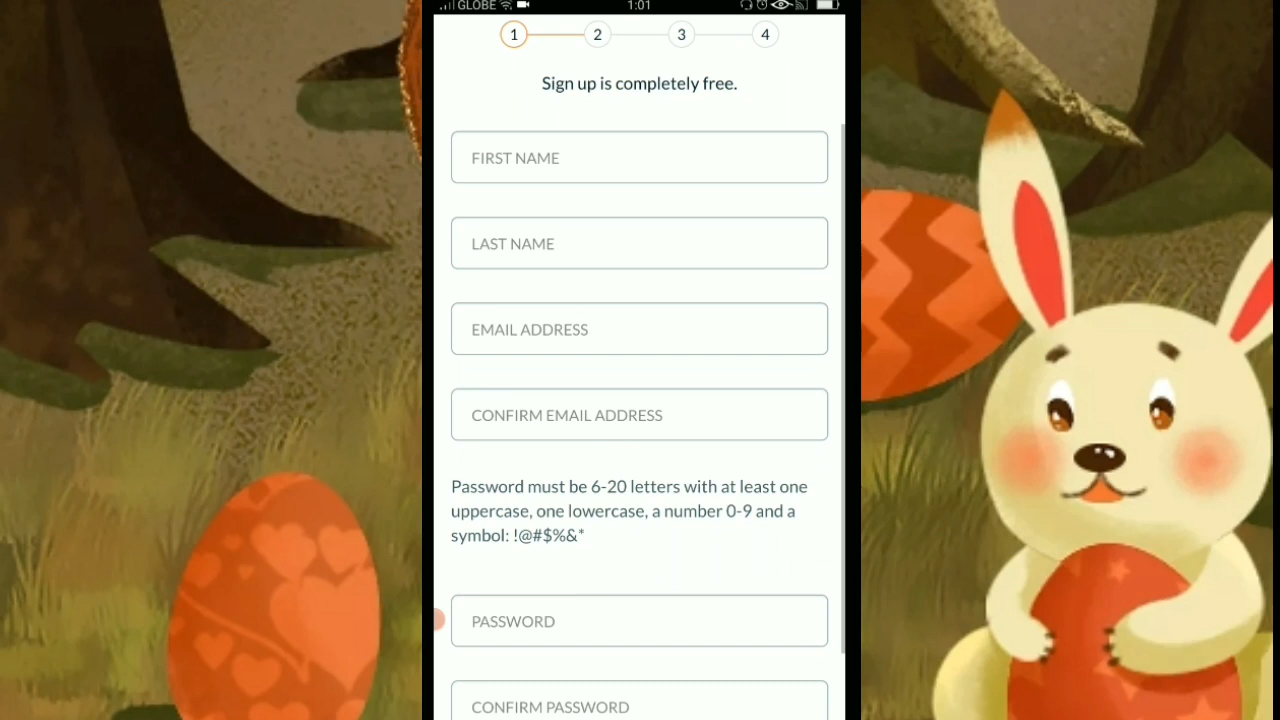 GLOBE 1:01
1 2 3 4
Sign up is completely free.
FIRST NAME
LAST NAME
EMAIL ADDRESS
CONFIRM EMAIL ADDRESS
Password must be 6-20 letters with at least one
uppercase, one lowercase, a number 0-9 and a
symbol: !@#$%&*
PASSWORD
CONFIRM PASSWORD